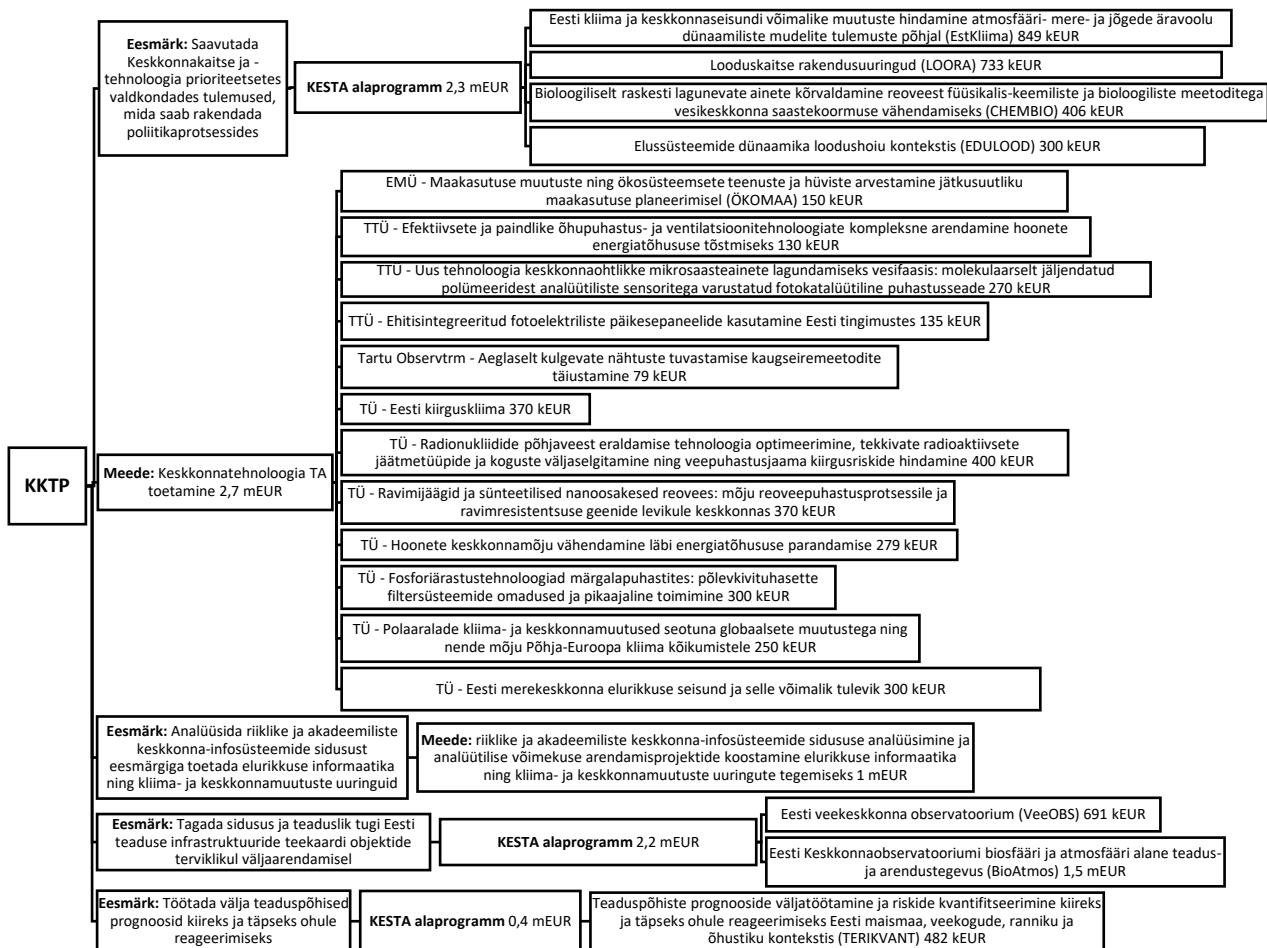 KKTP
Eesmärk: Saavutada
Keskkonnakaitse ja -
tehnoloogia prioriteetsetes
valdkondades tulemused,
mida saab rakendada
poliitikaprotsessides
KESTA alaprogramm 2,3 mEUR
Eesti kliima ja keskkonnaseisundi võimalike muutuste hindamine atmosfääri- mere- ja jõgede äravoolu
dünaamiliste mudelite tulemuste põhjal (EstKliima) 849 kEUR
Looduskaitse rakendusuuringud (LOORA) 733 kEUR
Bioloogiliselt raskesti lagunevate ainete kõrvaldamine reoveest füüsikalis-keemiliste ja bioloogiliste meetoditega
vesikeskkonna saastekoormuse vähendamiseks (CHEMBIO) 406 kEUR
Elussüsteemide dünaamika loodushoiu kontekstis (EDULOOD) 300 kEUR
Meede: Keskkonnatehnoloogia TA
toetamine 2,7 mEUR
EMÜ - Maakasutuse muutuste ning ökosüsteemsete teenuste ja hüviste arvestamine jätkusuutliku
maakasutuse planeerimisel (ÖKOMAA) 150 kEUR
TTÜ - Efektiivsete ja paindlike õhupuhastus- ja ventilatsioonitehnoloogiate kompleksne arendamine hoonete
energiatõhususe tõstmiseks 130 kEUR
TTÜ - Uus tehnoloogia keskkonnaohtlikke mikrosaasteainete lagundamiseks vesifaasis: molekulaarselt jäljendatud
polümeeridest analüütiliste sensoritega varustatud fotokatalüütiline puhastusseade 270 kEUR
TTÜ - Ehitisintegreeritud fotoelektriliste päikesepaneelide kasutamine Eesti tingimustes 135 kEUR
Tartu Observtrm - Aeglaselt kulgevate nähtuste tuvastamise kaugseiremeetodite
täiustamine 79 kEUR
TÜ - Eesti kiirguskliima 370 kEUR
TÜ - Radionukliidide põhjaveest eraldamise tehnoloogia optimeerimine, tekkivate radioaktiivsete
jäätmetüüpide ja koguste väljaselgitamine ning veepuhastusjaama kiirgusriskide hindamine 400 kEUR
TÜ - Ravimijäägid ja sünteetilised nanoosakesed reovees: mõju reoveepuhastusprotsessile ja
ravimresistentsuse geenide levikule keskkonnas 370 kEUR
TÜ - Hoonete keskkonnamõju vähendamine läbi energiatõhususe parandamise 279 kEUR
TÜ - Fosforiärastustehnoloogiad märgalapuhastites: põlevkivituhasette
filtersüsteemide omadused ja pikaajaline toimimine 300 kEUR
TÜ - Polaaralade kliima- ja keskkonnamuutused seotuna globaalsete muutustega ning
nende mõju Põhja-Euroopa kliima kõikumistele 250 kEUR
TÜ - Eesti merekeskkonna elurikkuse seisund ja selle võimalik tulevik 300 kEUR
Eesmärk: Analüüsida riiklike ja akadeemiliste
keskkonna-infosüsteemide sidusust
eesmärgiga toetada elurikkuse informaatika
ning kliima- ja keskkonnamuutuste uuringuid
Meede: riiklike ja akadeemiliste keskkonna-infosüsteemide sidususe analüüsimine ja
analüütilise võimekuse arendamisprojektide koostamine elurikkuse informaatika
ning kliima- ja keskkonnamuutuste uuringute tegemiseks 1 mEUR
Eesmärk: Tagada sidusus ja teaduslik tugi Eesti
teaduse infrastruktuuride teekaardi objektide
terviklikul väljaarendamisel
KESTA alaprogramm 2,2 mEUR
Eesti veekeskkonna observatoorium (VeeOBS) 691 kEUR
Eesti Keskkonnaobservatooriumi biosfääri ja atmosfääri alane teadus-
ja arendustegevus (BioAtmos) 1,5 mEUR
Eesmärk: Töötada välja teaduspõhised
prognoosid kiireks ja täpseks ohule
reageerimiseks
KESTA alaprogramm 0,4 mEUR
Teaduspõhiste prognooside väljatöötamine ja riskide kvantifitseerimine kiireks
ja täpseks ohule reageerimiseks Eesti maismaa, veekogude, ranniku ja
õhustiku kontekstis (TERIKVANT) 482 kEUR